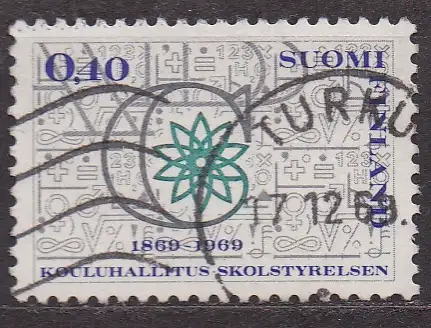 0,40
SUOMI
FINLAND
TURKU
17.12.69.
1869–1969
KOULUHALLITUS-SKOLSTYRELSEN